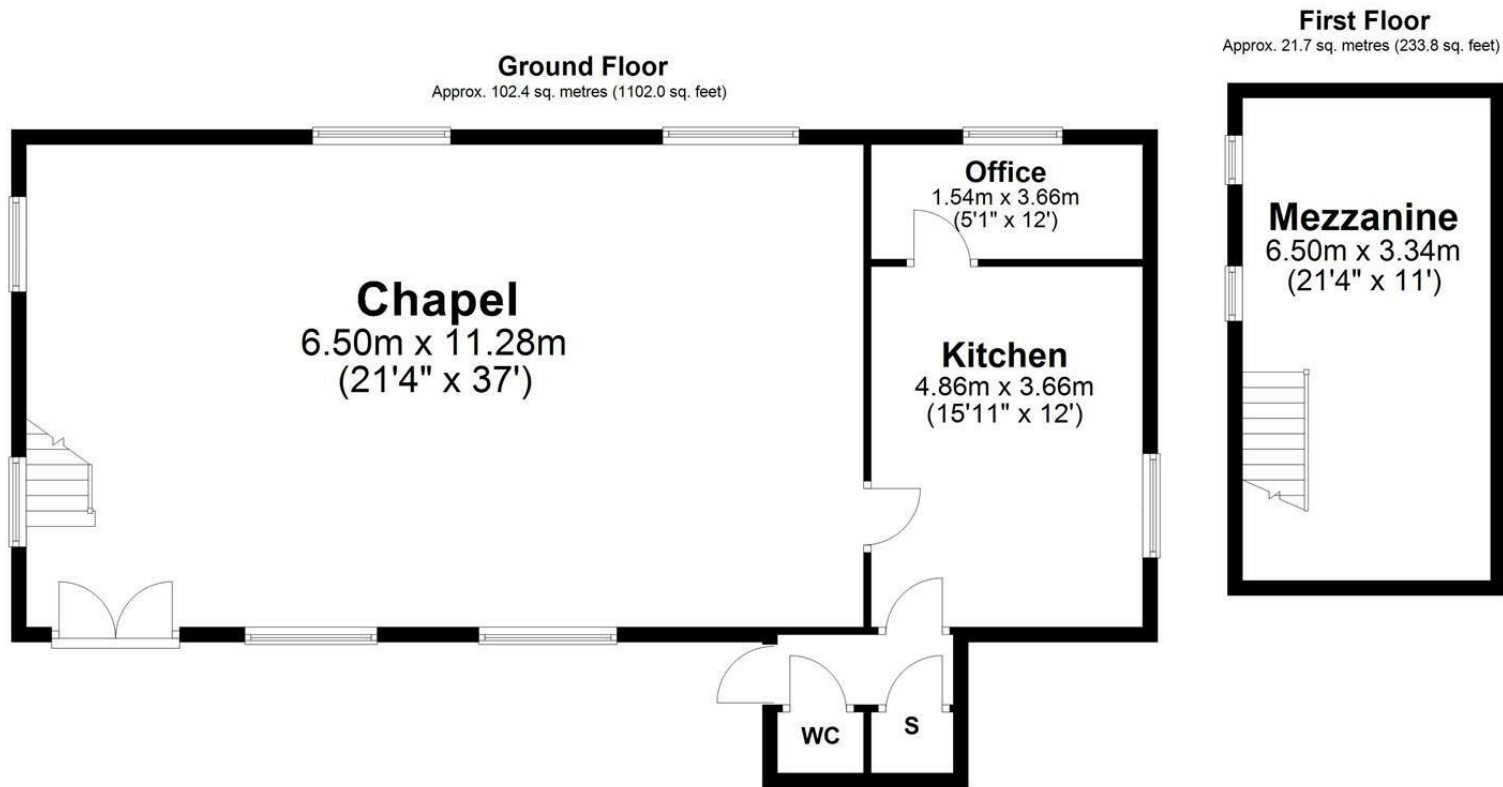 Ground Floor
Approx. 102.4 sq. metres (1102.0 sq. feet)
Chapel
6.50m x 11.28m
(21'4" x 37')
Office
1.54m x 3.66m
(5'1" x 12')
Kitchen
4.86m x 3.66m
(15'11" x 12')
WC
S
First Floor
Approx. 21.7 sq. metres (233.8 sq. feet)
Mezzanine
6.50m x 3.34m
(21'4" x 11')